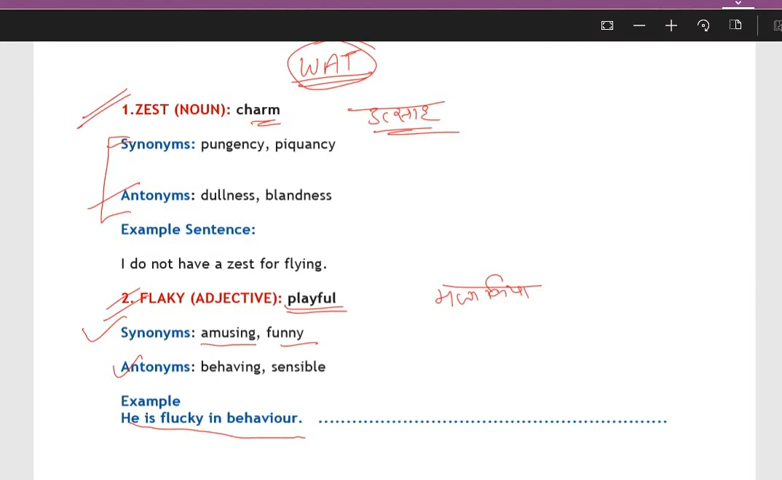 WAT
1.ZEST (NOUN): charm उत्साह
Synonyms: pungency, piquancy
Antonyms: dullness, blandness
Example Sentence:
I do not have a zest for flying.
2. FLAKY (ADJECTIVE): playful
Synonyms: amusing, funny
Antonyms: behaving, sensible
Example
He is flucky in behaviour. ............................................................